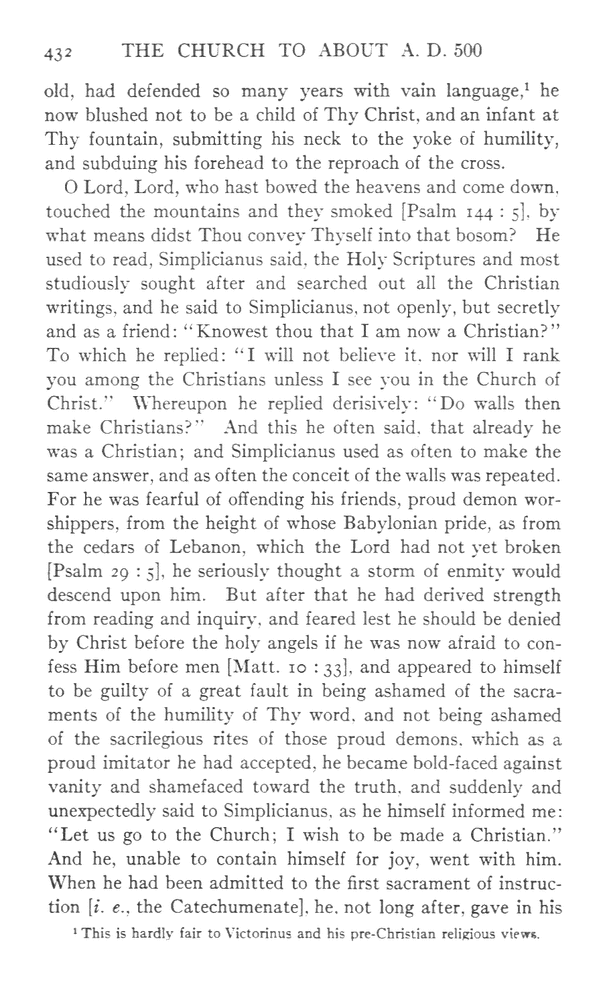 432 THE CHURCH TO ABOUT A. D. 500
old, had defended so many years with vain language,¹ he
now blushed not to be a child of Thy Christ, and an infant at
Thy fountain, submitting his neck to the yoke of humility,
and subduing his forehead to the reproach of the cross.
O Lord, Lord, who hast bowed the heavens and come down,
touched the mountains and they smoked [Psalm 144 : 5], by
what means didst Thou convey Thyself into that bosom? He
used to read, Simplicianus said, the Holy Scriptures and most
studiously sought after and searched out all the Christian
writings, and he said to Simplicianus, not openly, but secretly
and as a friend: “Knowest thou that I am now a Christian?”
To which he replied: “I will not believe it, nor will I rank
you among the Christians unless I see you in the Church of
Christ.” Whereupon he replied derisively: “Do walls then
make Christians?” And this he often said, that already he
was a Christian; and Simplicianus used as often to make the
same answer, and as often the conceit of the walls was repeated.
For he was fearful of offending his friends, proud demon wor-
shippers, from the height of whose Babylonian pride, as from
the cedars of Lebanon, which the Lord had not yet broken
[Psalm 29 : 5], he seriously thought a storm of enmity would
descend upon him. But after that he had derived strength
from reading and inquiry, and feared lest he should be denied
by Christ before the holy angels if he was now afraid to con-
fess Him before men [Matt. 10 : 33], and appeared to himself
to be guilty of a great fault in being ashamed of the sacra-
ments of the humility of Thy word, and not being ashamed
of the sacrilegious rites of those proud demons, which as a
proud imitator he had accepted, he became bold-faced against
vanity and shamefaced toward the truth, and suddenly and
unexpectedly said to Simplicianus, as he himself informed me:
“Let us go to the Church; I wish to be made a Christian.”
And he, unable to contain himself for joy, went with him.
When he had been admitted to the first sacrament of instruc-
tion [i. e., the Catechumenate], he, not long after, gave in his
¹ This is hardly fair to Victorinus and his pre-Christian religious views.